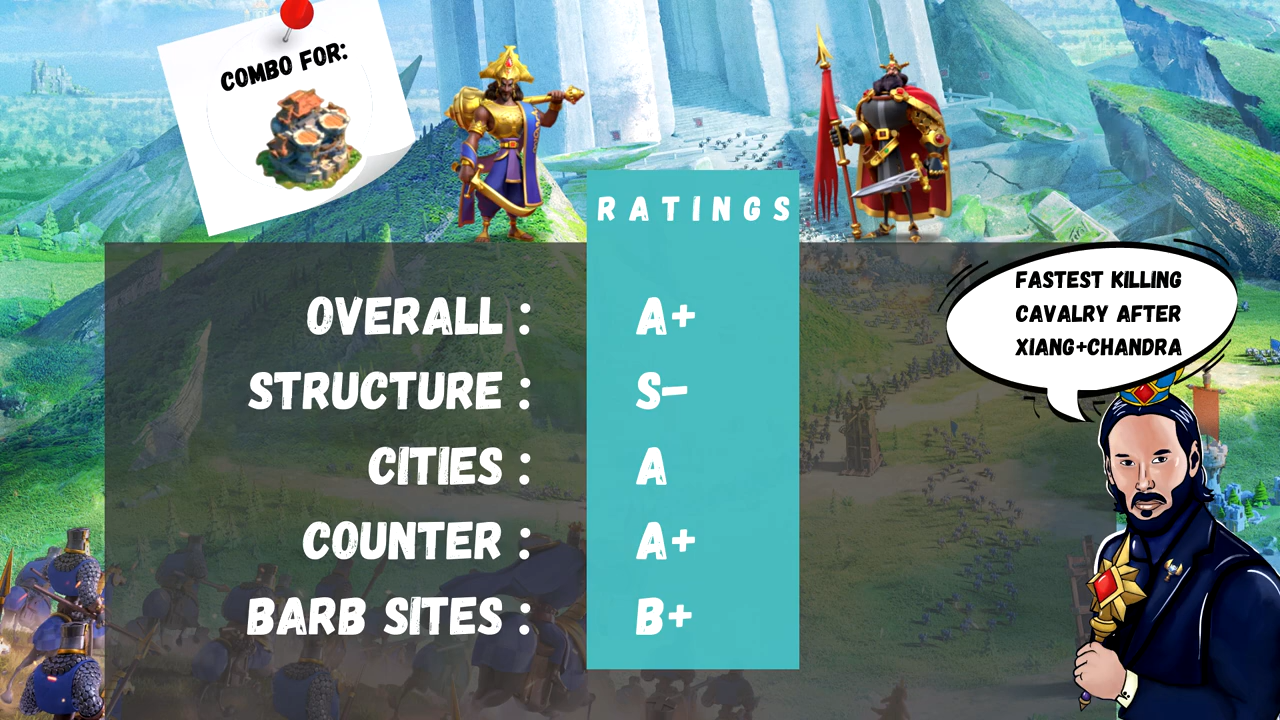 COMBO FOR:
RATINGS
OVERALL : A+
STRUCTURE : S-
CITIES : A
COUNTER : A+
BARB SITES : B+
FASTEST KILLING
CAVALRY AFTER
XIANG+CHANDRA